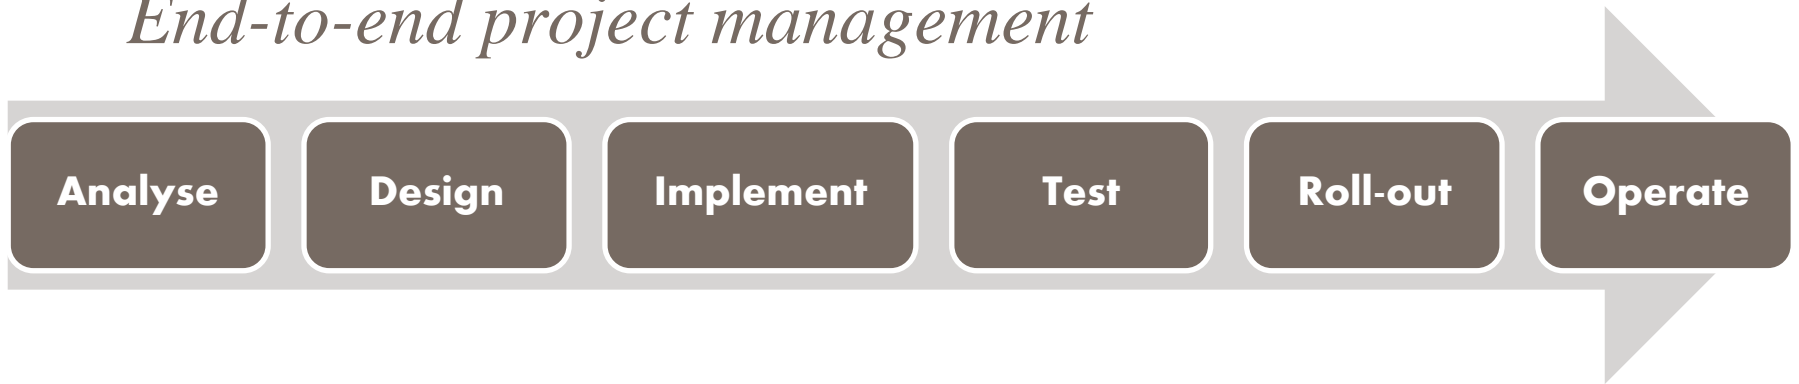 End-to-end project management
Analyse
Design
Implement
Test
Roll-out
Operate